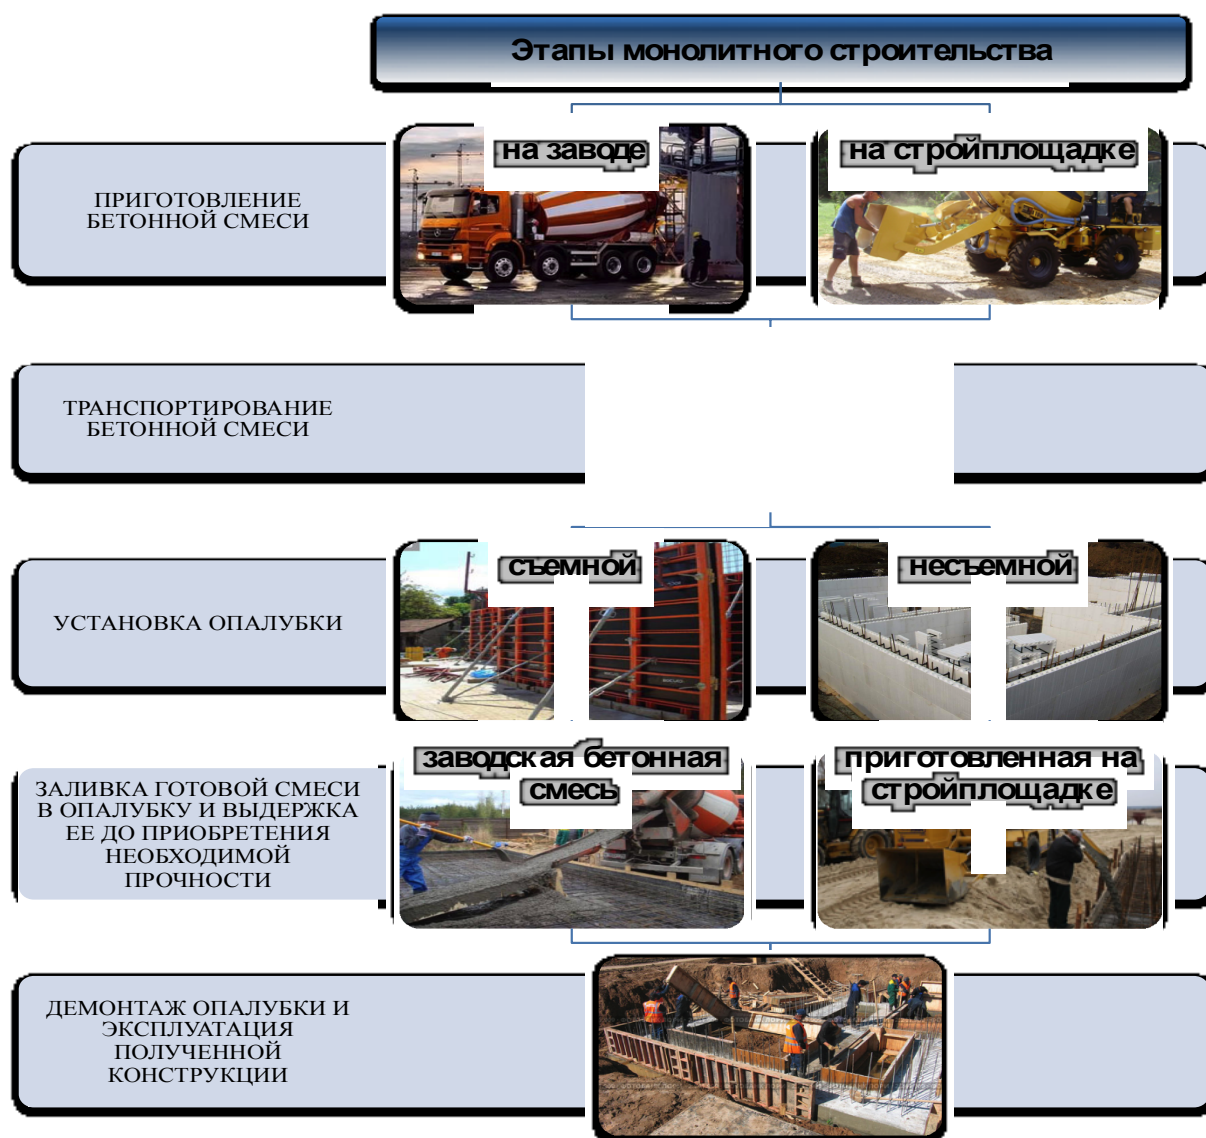 Этапы монолитного строительства
на заводе
на стройплощадке
ПРИГОТОВЛЕНИЕ
БЕТОННОЙ СМЕСИ
ТРАНСПОРТИРОВАНИЕ
БЕТОННОЙ СМЕСИ
съемной
несъемной
УСТАНОВКА ОПАЛУБКИ
заводская бетонная
смесь
приготовленная на
стройплощадке
ЗАЛИВКА ГОТОВОЙ СМЕСИ
В ОПАЛУБКУ И ВЫДЕРЖКА
ЕЕ ДО ПРИОБРЕТЕНИЯ
НЕОБХОДИМОЙ
ПРОЧНОСТИ
ДЕМОНТАЖ ОПАЛУБКИ И
ЭКСПЛУАТАЦИЯ
ПОЛУЧЕННОЙ
КОНСТРУКЦИИ